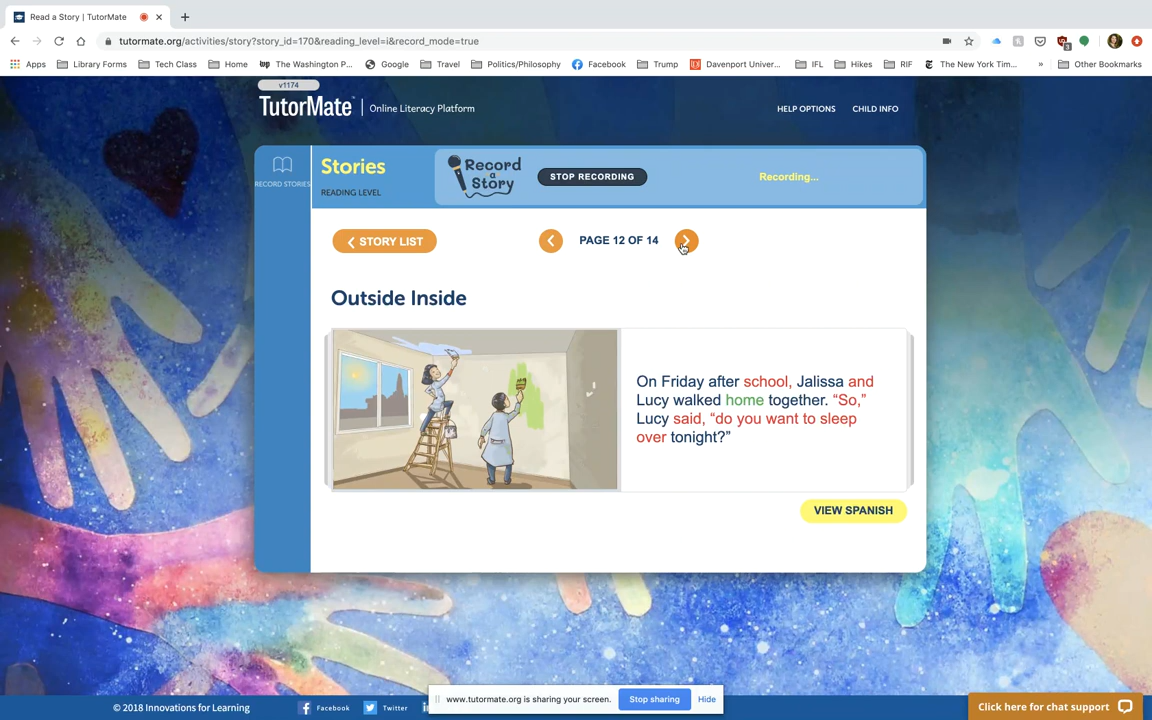 Read a Story | TutorMate
tutormate.org/activities/story?story_id=170&reading_level=i&record_mode=true
3
Apps Library Forms Tech Class Home The Washington P... Google Travel Politics/Philosophy Facebook Trump Davenport Univer... IFL Hikes RIF The New York Tim... » Other Bookmarks
v1174
TutorMate | Online Literacy Platform
HELP OPTIONS CHILD INFO
RECORD STORIES
Stories
READING LEVEL
Record
a
Story
STOP RECORDING
Recording...
STORY LIST
PAGE 12 OF 14
Outside Inside
On Friday after school, Jalissa and
Lucy walked home together. “So,”
Lucy said, “do you want to sleep
over tonight?”
VIEW SPANISH
© 2018 Innovations for Learning
Facebook
Twitter
www.tutormate.org is sharing your screen.
Stop sharing
Hide
Click here for chat support